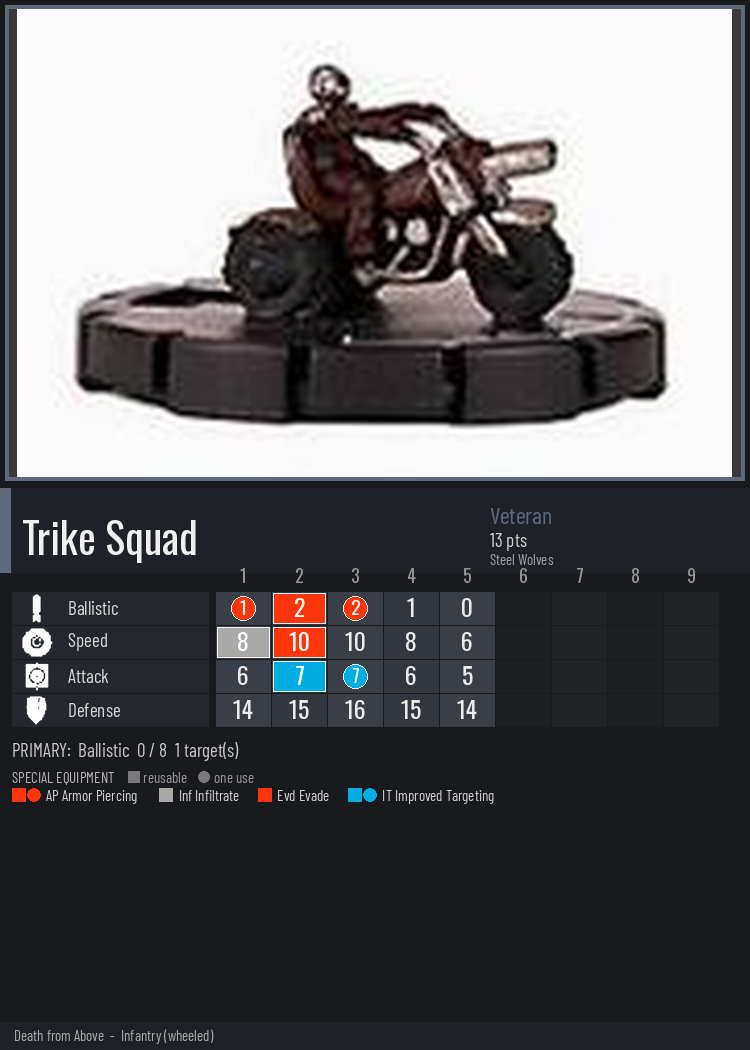 Trike Squad
Veteran
13 pts
Steel Wolves
1 2 3 4 5 6 7 8 9
Ballistic 1 2 2 1 0
Speed 8 10 10 8 6
Attack 6 7 7 6 5
Defense 14 15 16 15 14
PRIMARY: Ballistic 0 / 8 1 target(s)
SPECIAL EQUIPMENT reusable one use
AP Armor Piercing Inf Infiltrate Evd Evade IT Improved Targeting
Death from Above - Infantry (wheeled)